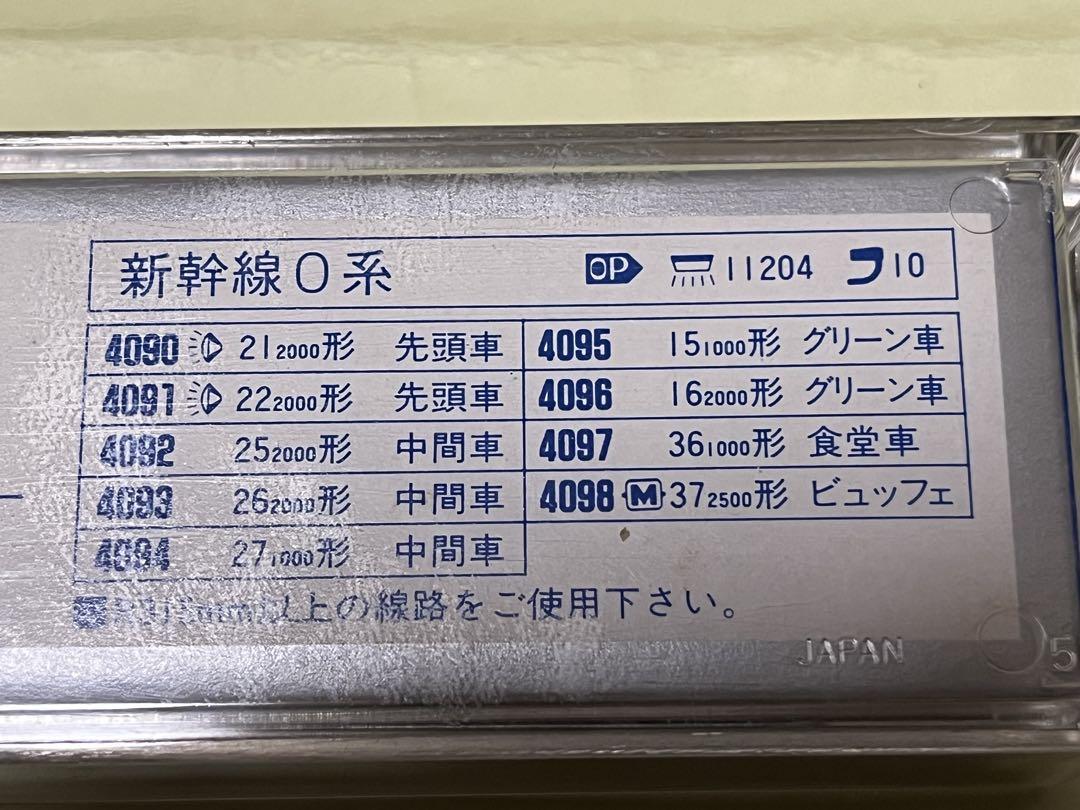 新幹線0系 OP 11204 10
4090 21 2000形 先頭車
4091 22 2000形 先頭車
4092 25 2000形 中間車
4093 26 2000形 中間車
4094 27 1000形 中間車
4095 15 1000形 グリーン車
4096 16 2000形 グリーン車
4097 36 1000形 食堂車
4098 M 37 2500形 ビュッフェ
以上の線路をご使用下さい。
JAPAN
5